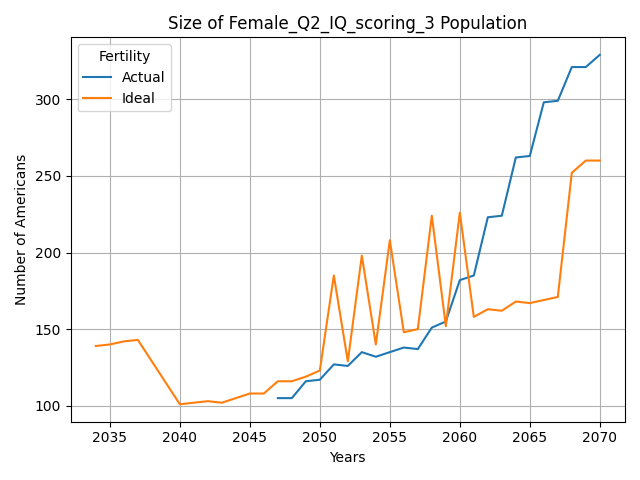 Size of Female_Q2_IQ_scoring_3 Population
Fertility
Actual
Ideal
Number of Americans
300
250
200
150
100
2035 2040 2045 2050 2055 2060 2065 2070
Years